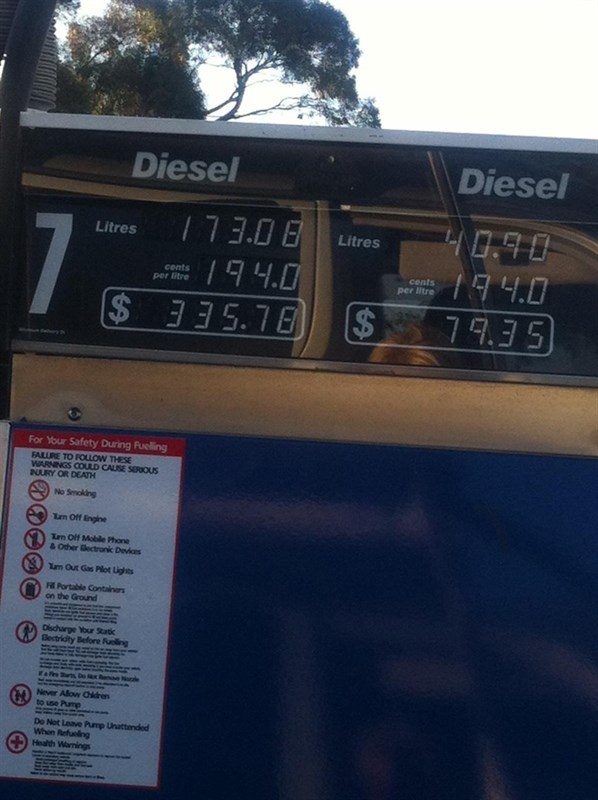 Diesel
Diesel
7
Litres 173.08
cents per litre 194.0
$ 335.78
Litres 40.90
cents per litre 194.0
$ 79.35
For Your Safety During Fuelling
FAILURE TO FOLLOW THESE
WARNINGS COULD CAUSE SERIOUS
INJURY OR DEATH
No Smoking
Turn Off Engine
Turn Off Mobile Phone
& Other Electronic Devices
Turn Out Gas Pilot Lights
Fill Portable Containers
on the Ground
Discharge Your Static
Electricity Before Fuelling
If a Fire Starts, Do Not Remove Nozzle
Never Allow Children
to use Pump
Do Not Leave Pump Unattended
When Refueling
Health Warnings